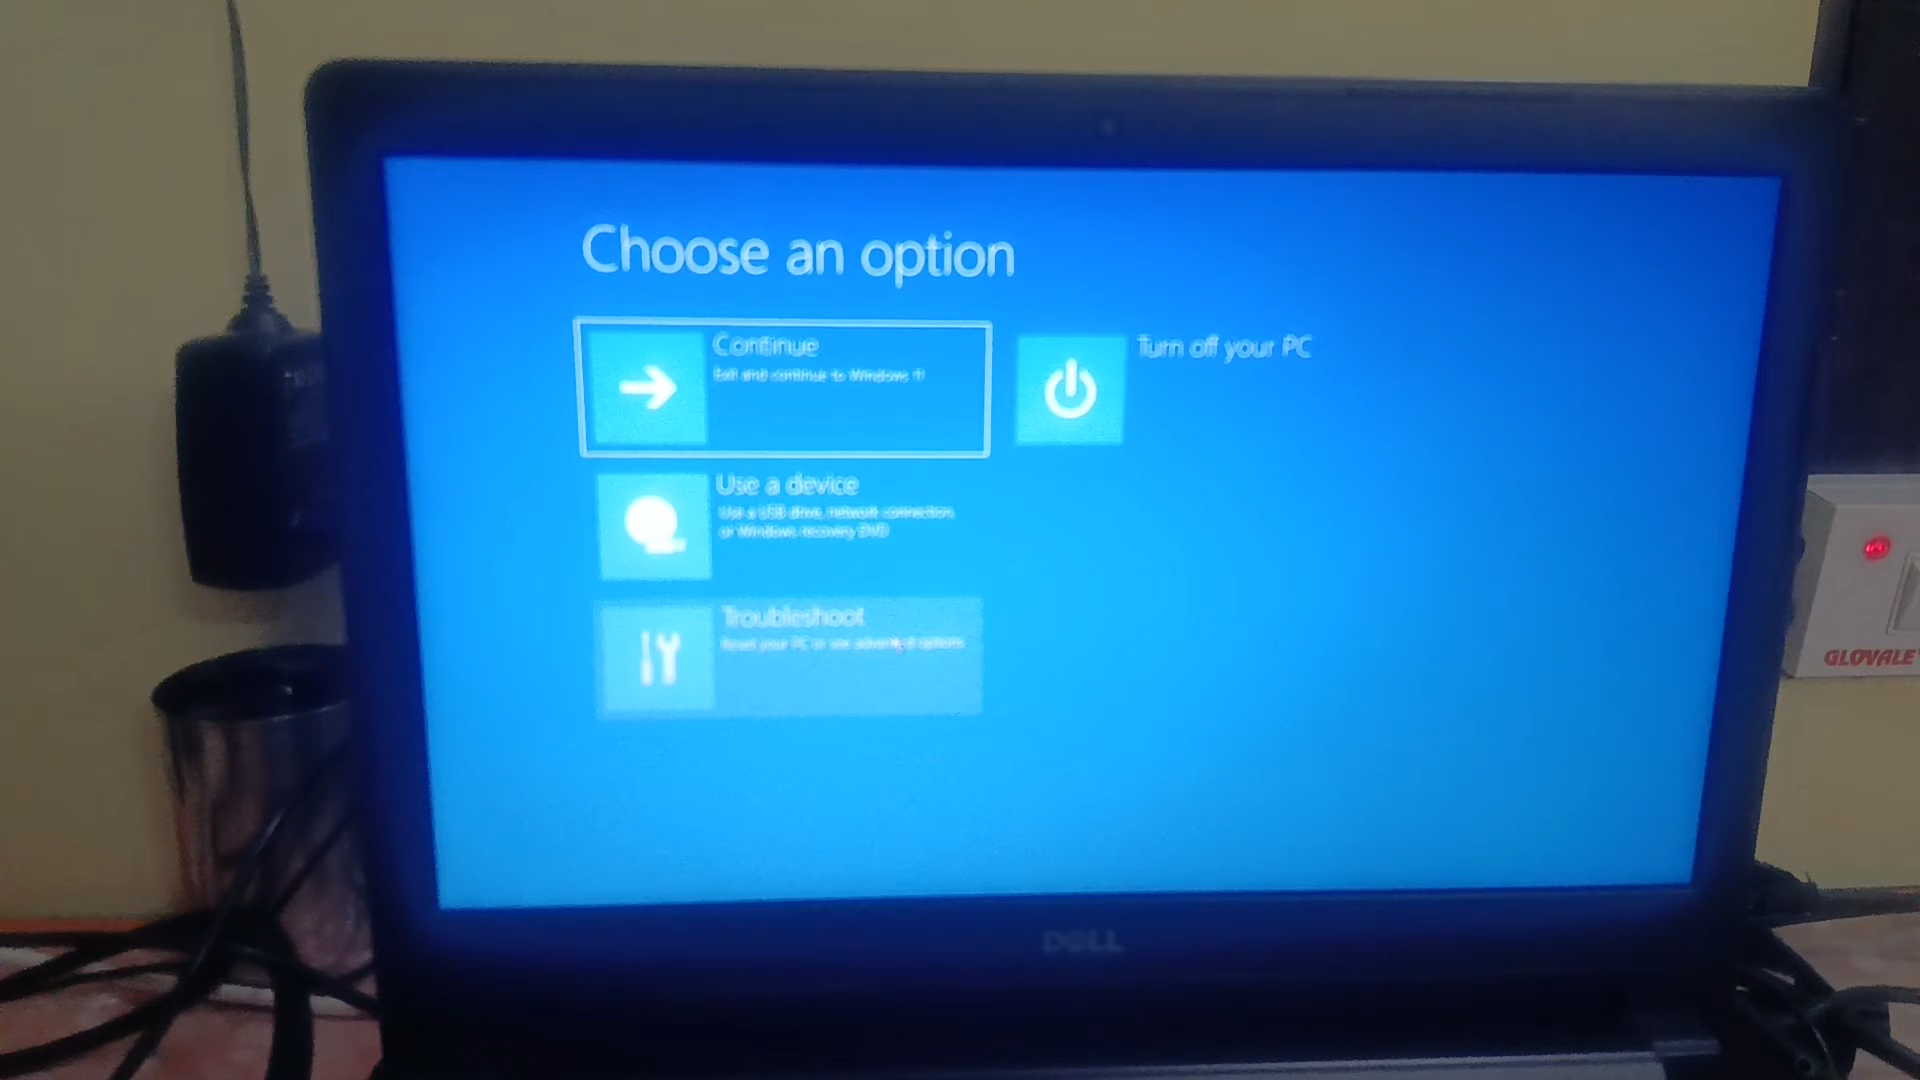 Choose an option
Continue
Exit and continue to Windows 11
Turn off your PC
Use a device
Use a USB drive, network connection,
or Windows recovery DVD
Troubleshoot
Reset your PC or see advanced options
DELL
GLOVALE